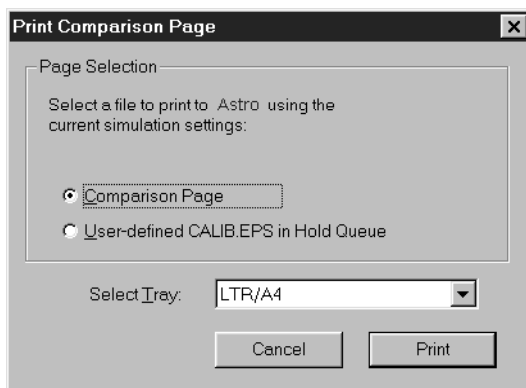 Print Comparison Page
Page Selection
Select a file to print to Astro using the
current simulation settings:
Comparison Page
User-defined CALIB.EPS in Hold Queue
Select Tray: LTR/A4
Cancel Print